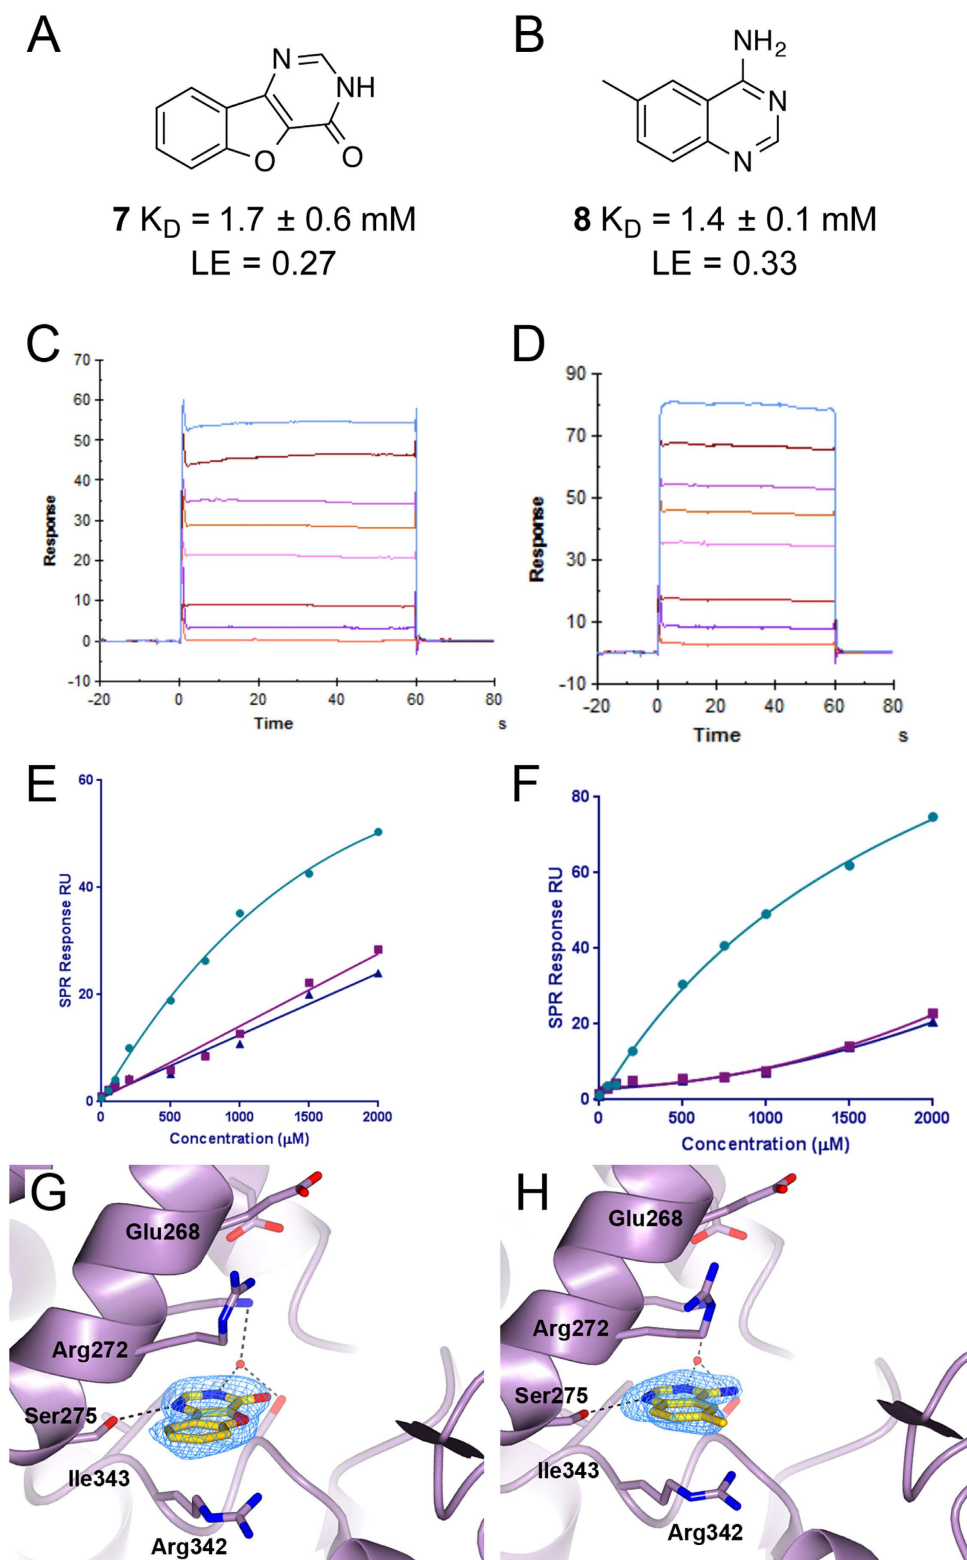 A
B
N
NH
O
O
NH2
N
N
7 KD = 1.7 ± 0.6 mM
LE = 0.27
8 KD = 1.4 ± 0.1 mM
LE = 0.33
C
70
60
50
40
30
20
10
0
-10
-20
0
20
40
60
80
Response
Time
s
D
90
70
50
30
10
-10
-20
0
20
40
60
80
Response
Time
s
E
60
40
20
0
0
500
1000
1500
2000
SPR Response RU
Concentration (µM)
F
80
60
40
20
0
0
500
1000
1500
2000
SPR Response RU
Concentration (µM)
G
Glu268
Arg272
Ser275
Ile343
Arg342
H
Glu268
Arg272
Ser275
Ile343
Arg342